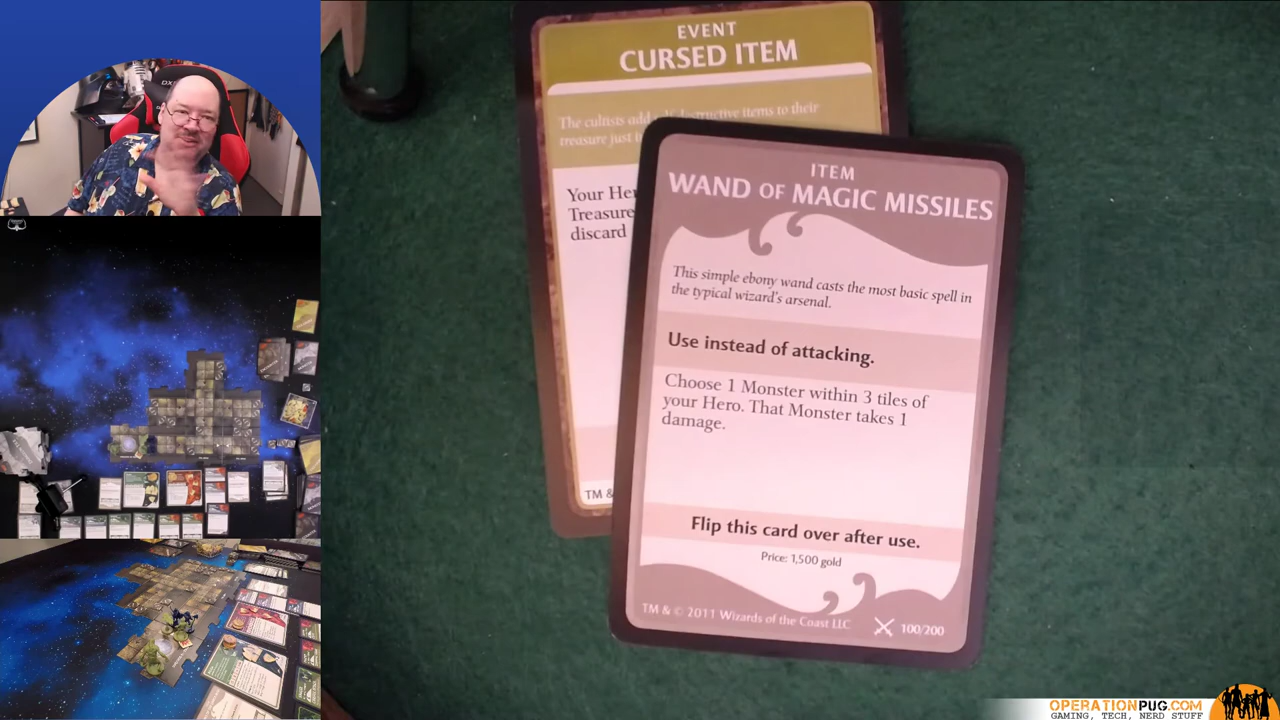 EVENT
CURSED ITEM
The cultists add self-destructive items to their
treasure just
Your
Treasure
discard
TM &
ITEM
WAND OF MAGIC MISSILES
This simple ebony wand casts the most basic spell in
the typical wizard's arsenal.
Use instead of attacking.
Choose 1 Monster within 3 tiles of
your Hero. That Monster takes 1
damage.
Flip this card over after use.
Price: 1,500 gold
TM & © 2011 Wizards of the Coast LLC
100/200
OPERATIONPUG.COM
GAMING, TECH, NERD STUFF